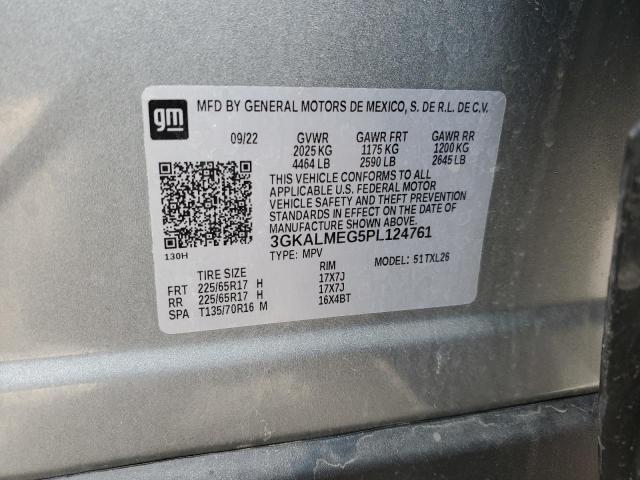 gm
MFD BY GENERAL MOTORS DE MEXICO, S. DE R.L. DE C.V.
09/22 GVWR GAWR FRT GAWR RR
2025 KG 1175 KG 1200 KG
4464 LB 2590 LB 2645 LB
THIS VEHICLE CONFORMS TO ALL
APPLICABLE U.S. FEDERAL MOTOR
VEHICLE SAFETY AND THEFT PREVENTION
STANDARDS IN EFFECT ON THE DATE OF
MANUFACTURE SHOWN ABOVE.
3GKALMEG5PL124761
130H
TYPE: MPV MODEL: 51TXL26
TIRE SIZE RIM
FRT 225/65R17 H 17X7J
RR 225/65R17 H 17X7J
SPA T135/70R16 M 16X4BT